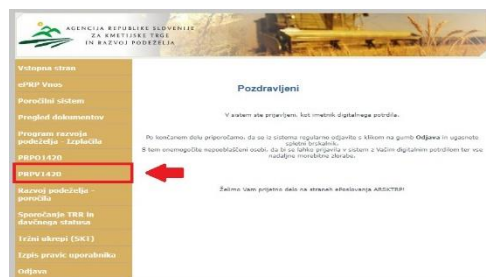 AGENCIJA REPUBLIKE SLOVENIJE
ZA KMETIJSKE TRGE
IN RAZVOJ PODEŽELJA
Vstopna stran
ePRP Vnos
Poročilni sistem
Pregled dokumentov
Program razvoja
podeželja - Izplačila
PRPO1420
PRPV1420
Razvoj podeželja -
poročila
Sporočanje TRR in
davčnega statusa
Tržni ukrepi (SKT)
Izpis pravic uporabnika
Odjava
Pozdravljeni
V sistem ste prijavljeni, kot imetnik digitalnega potrdila.
Po končanem delu priporočamo, da se iz sistema regularno odjavite s klikom na gumb Odjava in ugasnete
spletni brskalnik.
S tem onemogočite nepooblaščeni osebi, da bi se lahko prijavila v sistem z Vašim digitalnim potrdilom ter vse
nadaljne morebitne zlorabe.
Želimo Vam prijetno delo na straneh ePoslovanja ARSKTRP!